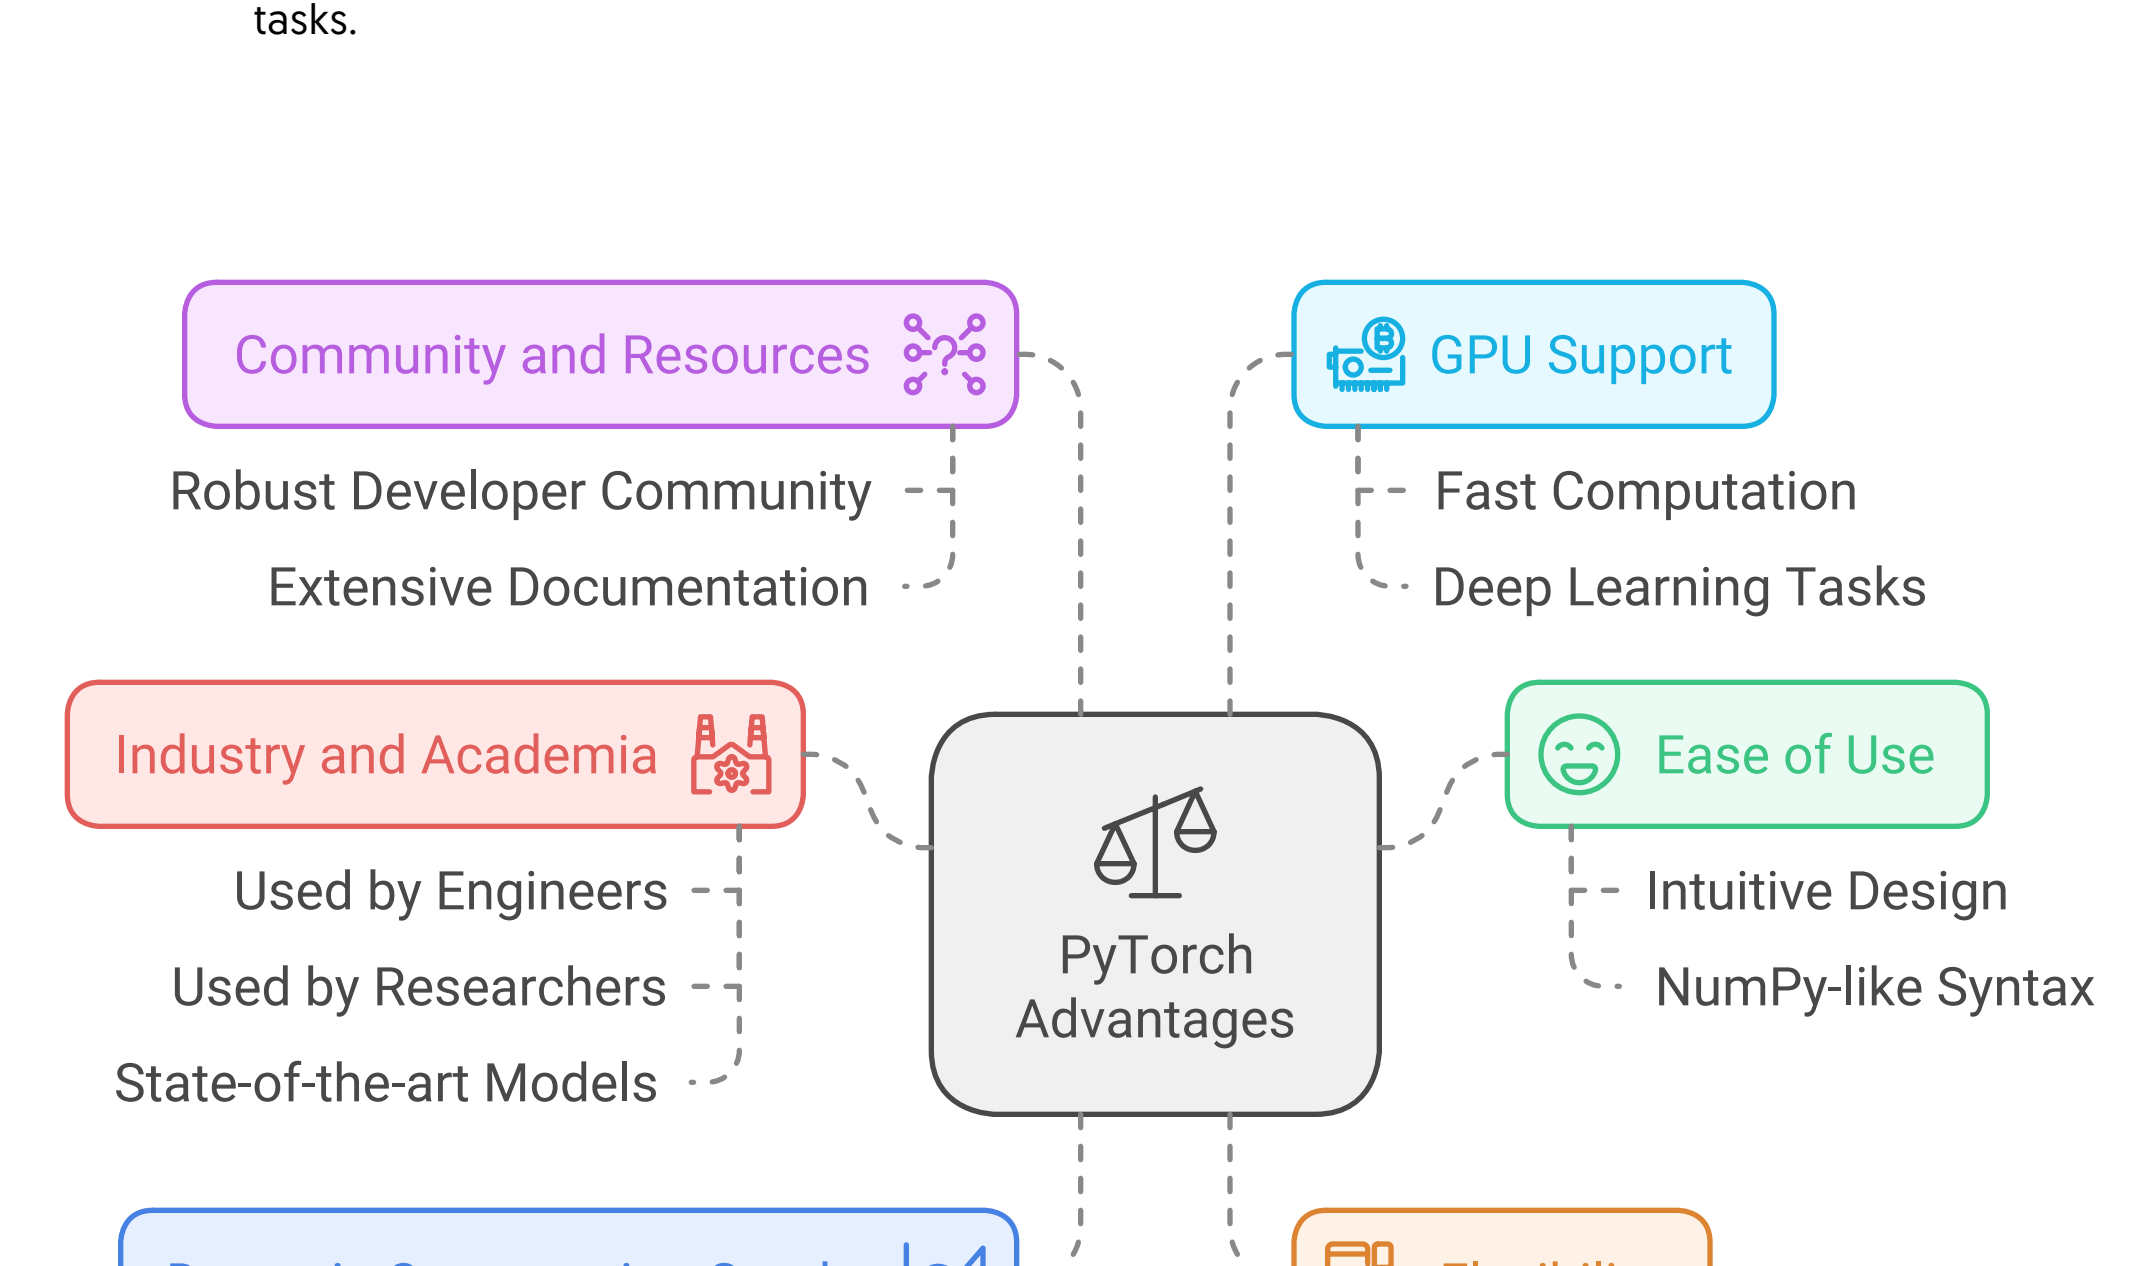 tasks.
Community and Resources
Robust Developer Community
Extensive Documentation
GPU Support
Fast Computation
Deep Learning Tasks
Industry and Academia
Used by Engineers
Used by Researchers
State-of-the-art Models
PyTorch
Advantages
Ease of Use
Intuitive Design
NumPy-like Syntax